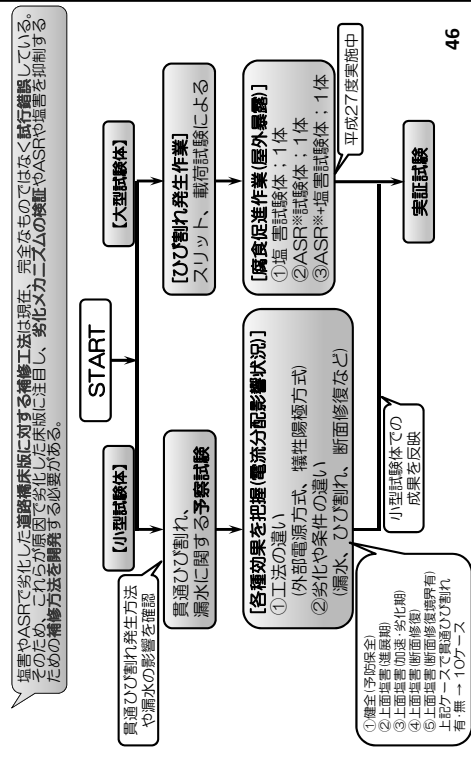 塩害やASRで劣化した道路橋床版に対する補修工法は現在、完全なものではなく試行錯誤している。
そのため、これらが原因で劣化した床版に注目し、劣化メカニズムの検証やASRや塩害を抑制する
ための補修方法を開発する必要がある。
START
【小型試験体】
【大型試験体】
貫通ひび割れ発生方法
や漏水の影響を確認
貫通ひび割れ、
漏水に関する予察試験
[ひび割れ発生作業]
スリット、載荷試験による
[各種効果を把握(電流分配影響状況)]
①工法の違い
(外部電源方式、犠牲陽極方式)
②劣化や条件の違い
(漏水、ひび割れ、断面修復など)
[腐食促進作業(屋外暴露)]
①塩害試験体；1体
②ASR※試験体；1体
③ASR※+塩害試験体；1体
平成27度実施中
①健全(予防保全)
②上面塩害(進展期)
③上面塩害(加速・劣化期)
④上面塩害(断面修復)
⑤上面塩害(断面修復境界有)
上記ケースで貫通ひび割れ
有・無 → 10ケース
小型試験体での
成果を反映
実証試験
46